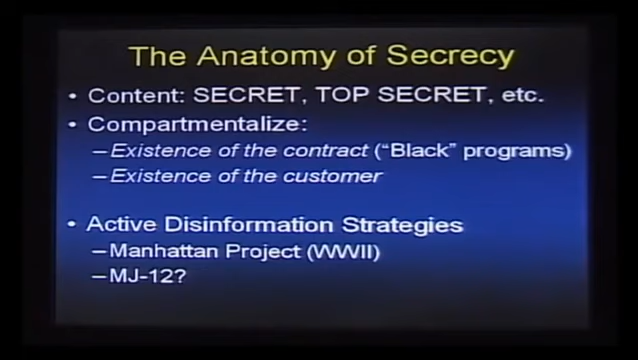 The Anatomy of Secrecy
• Content: SECRET, TOP SECRET, etc.
• Compartmentalize:
–Existence of the contract ("Black" programs)
–Existence of the customer
• Active Disinformation Strategies
–Manhattan Project (WWII)
–MJ-12?